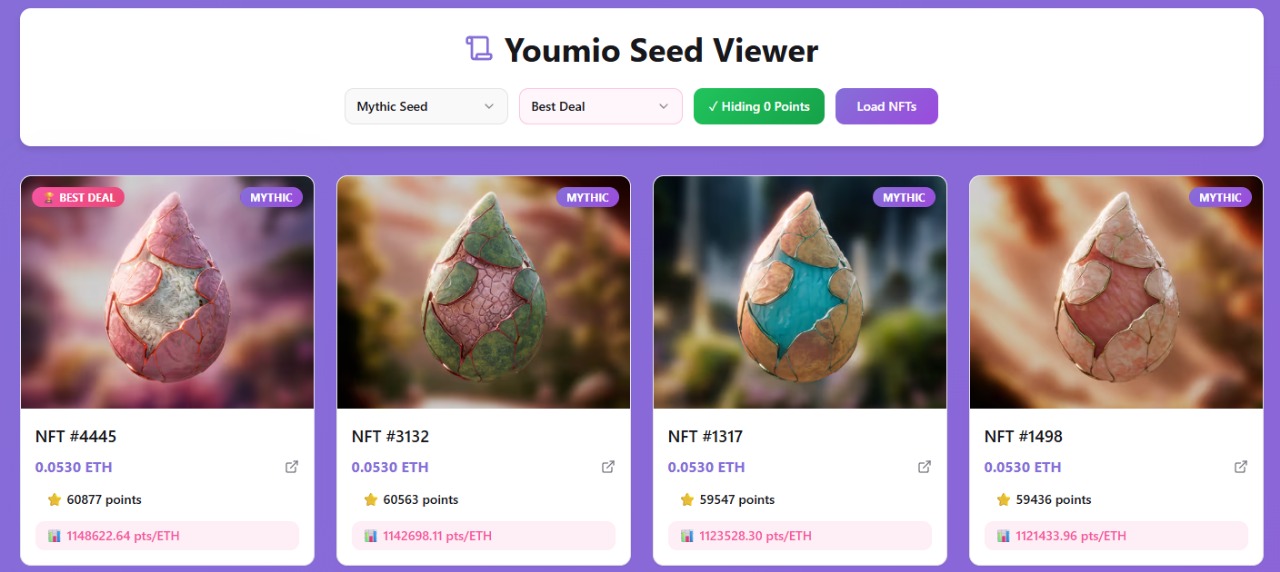 Youmio Seed Viewer
Mythic Seed
Best Deal
✓ Hiding 0 Points
Load NFTs
🏆 BEST DEAL
MYTHIC
MYTHIC
MYTHIC
MYTHIC
NFT #4445
0.0530 ETH
⭐ 60877 points
📊 1148622.64 pts/ETH
NFT #3132
0.0530 ETH
⭐ 60563 points
📊 1142698.11 pts/ETH
NFT #1317
0.0530 ETH
⭐ 59547 points
📊 1123528.30 pts/ETH
NFT #1498
0.0530 ETH
⭐ 59436 points
📊 1121433.96 pts/ETH